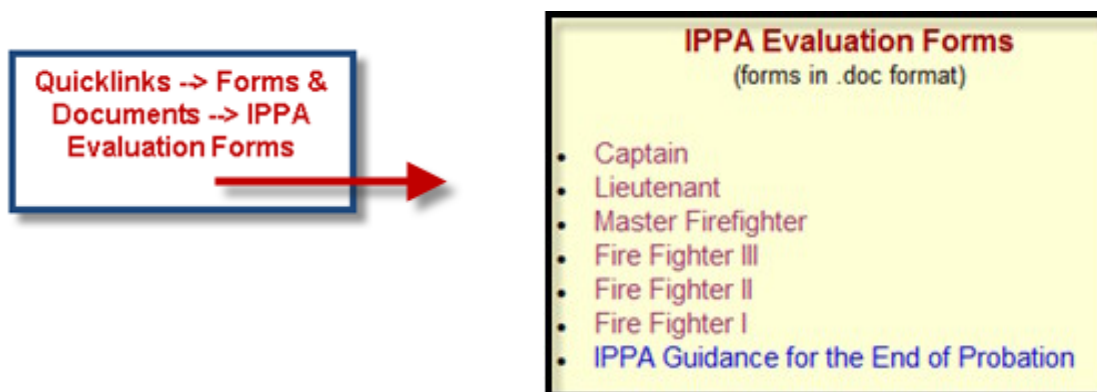 Quicklinks --> Forms &
Documents --> IPPA
Evaluation Forms
IPPA Evaluation Forms
(forms in .doc format)
• Captain
• Lieutenant
• Master Firefighter
• Fire Fighter III
• Fire Fighter II
• Fire Fighter I
• IPPA Guidance for the End of Probation